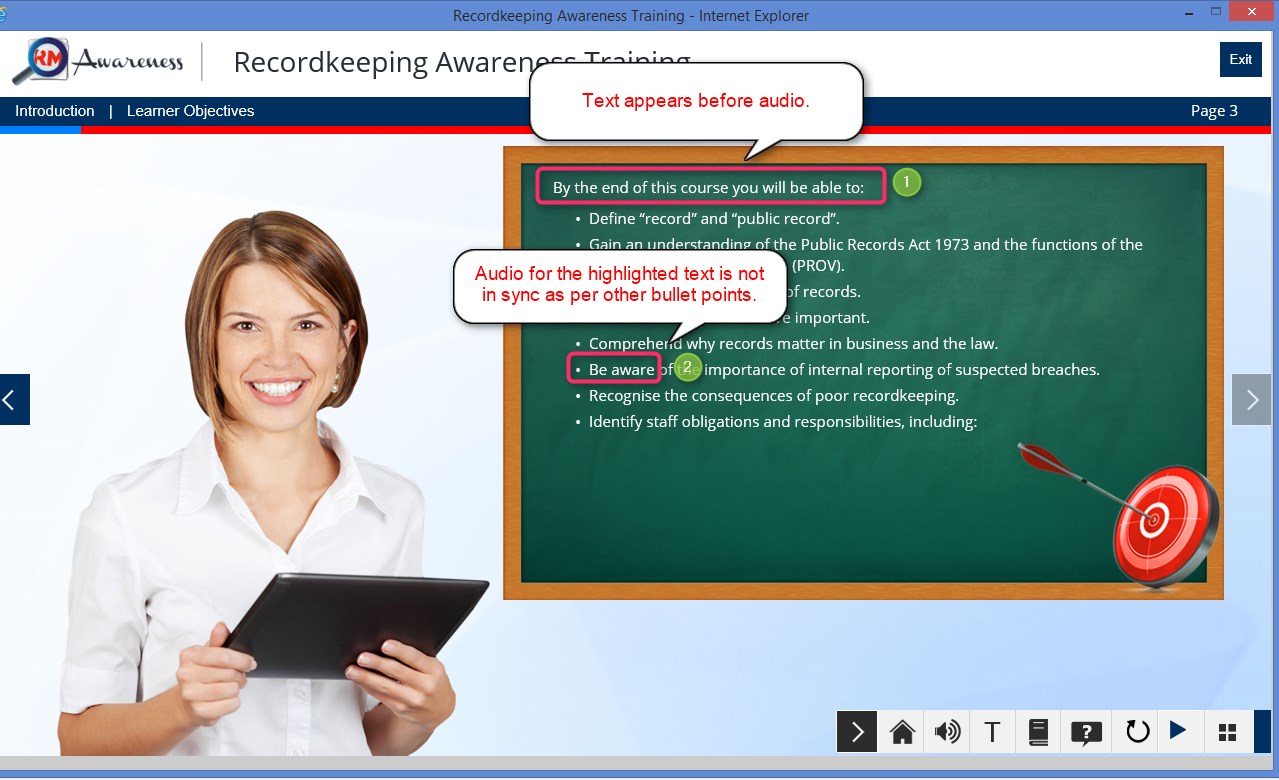 Recordkeeping Awareness Training - Internet Explorer
RM Awareness
Recordkeeping Awareness Training
Exit
Introduction | Learner Objectives
Page 3
Text appears before audio.
By the end of this course you will be able to:
1
• Define “record” and “public record”.
• Gain an understanding of the Public Records Act 1973 and the functions of the
(PROV).
Audio for the highlighted text is not
in sync as per other bullet points.
of records.
important.
• Comprehend why records matter in business and the law.
• Be aware of the importance of internal reporting of suspected breaches.
2
• Recognise the consequences of poor recordkeeping.
• Identify staff obligations and responsibilities, including:
T
?